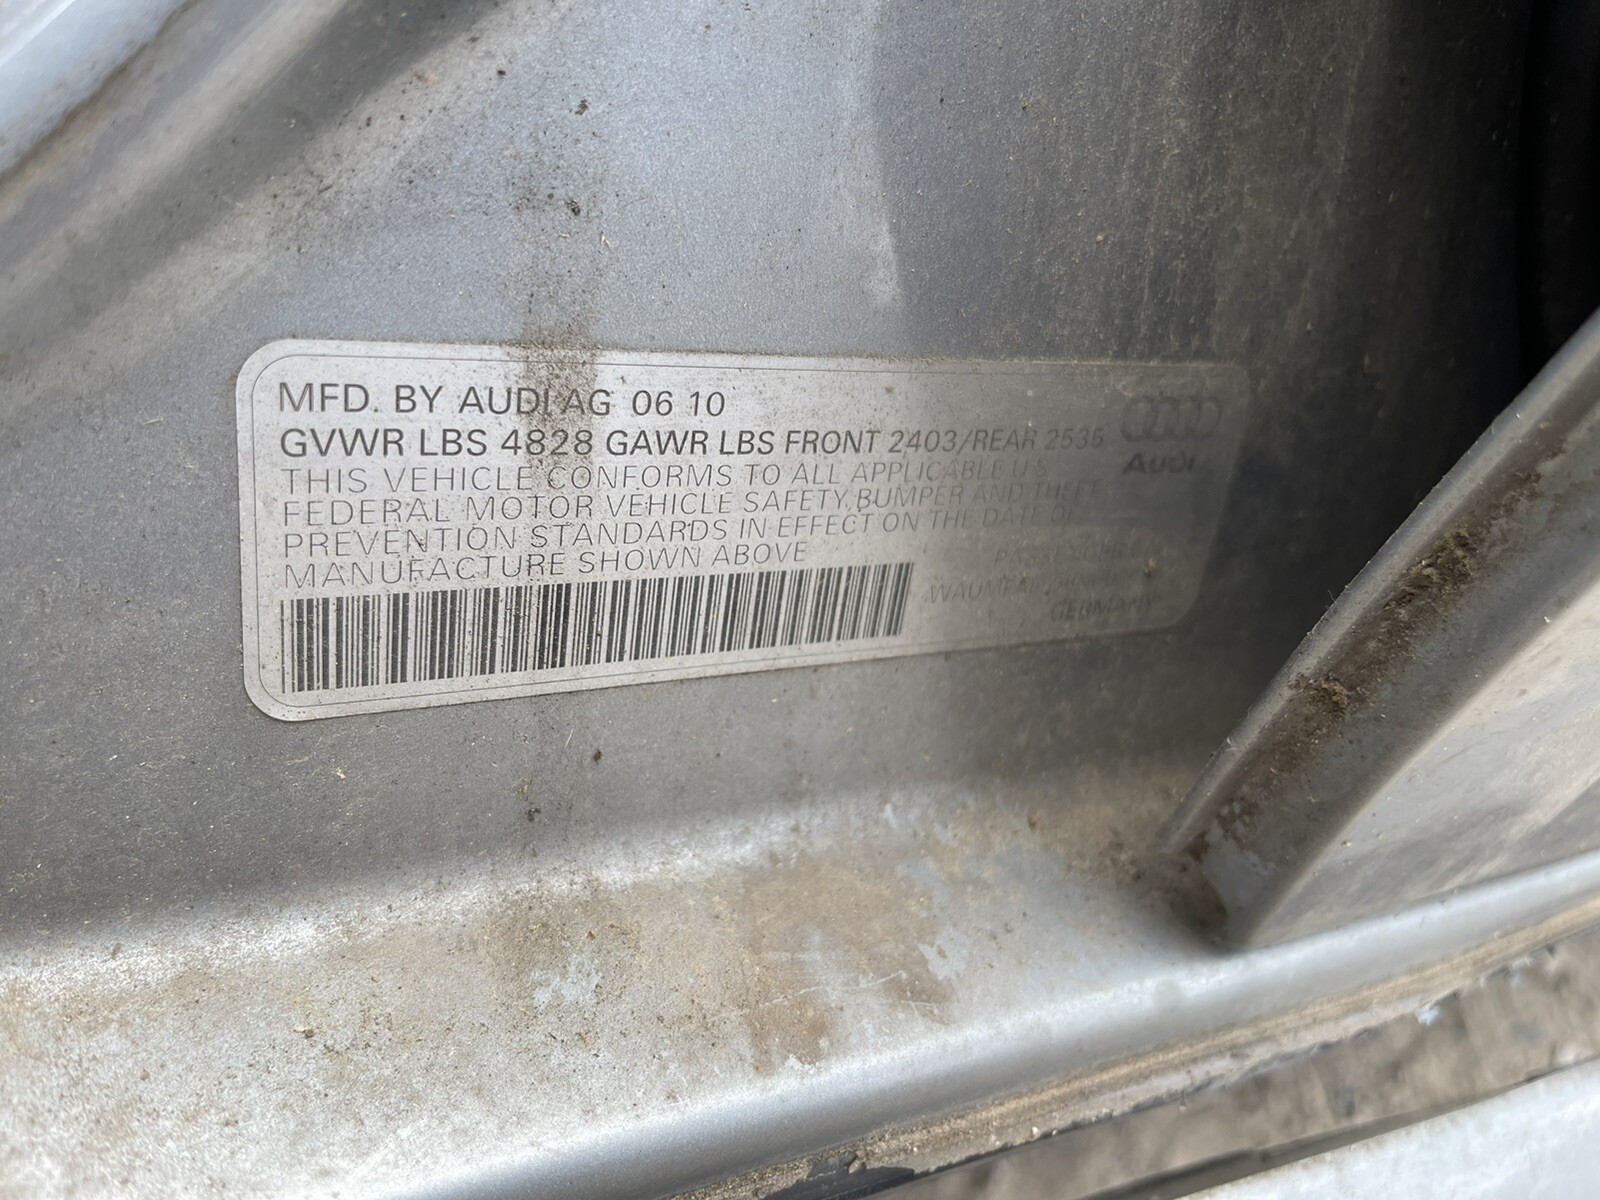 MFD. BY AUDI AG 06 10
GVWR LBS 4828 GAWR LBS FRONT 2403/REAR 2535
Audi
THIS VEHICLE CONFORMS TO ALL APPLICABLE U.S.
FEDERAL MOTOR VEHICLE SAFETY, BUMPER AND THEFT
PREVENTION STANDARDS IN EFFECT ON THE DATE OF
MANUFACTURE SHOWN ABOVE
GERMANY